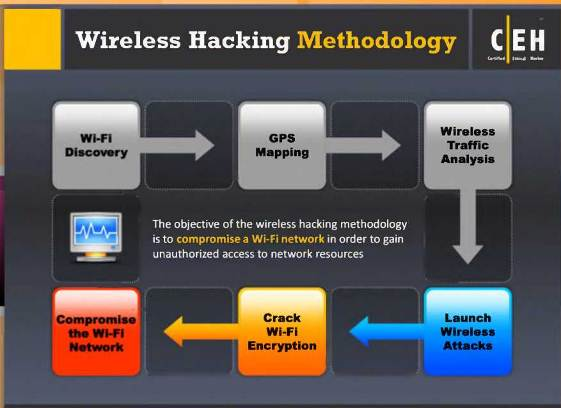 Wireless Hacking Methodology
C|EH
Certified Ethical Hacker
Wi-Fi
Discovery
GPS
Mapping
Wireless
Traffic
Analysis
The objective of the wireless hacking methodology
is to compromise a Wi-Fi network in order to gain
unauthorized access to network resources
Compromise
the Wi-Fi
Network
Crack
Wi-Fi
Encryption
Launch
Wireless
Attacks